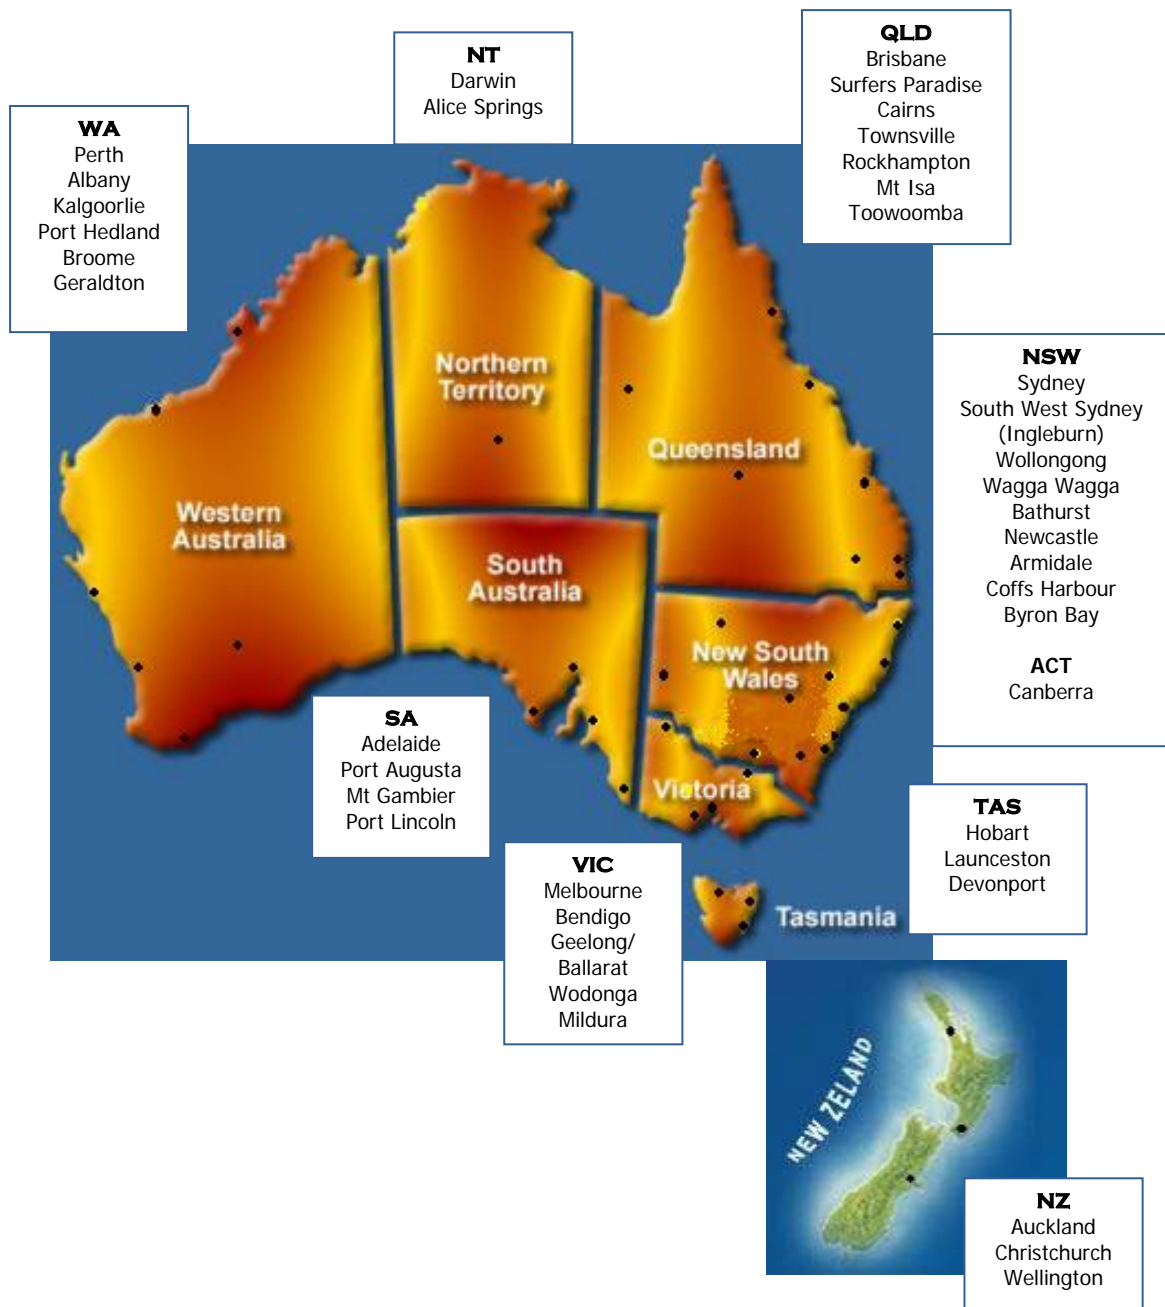 NT
Darwin
Alice Springs
QLD
Brisbane
Surfers Paradise
Cairns
Townsville
Rockhampton
Mt Isa
Toowoomba
WA
Perth
Albany
Kalgoorlie
Port Hedland
Broome
Geraldton
Northern
Territory
Queensland
Western
Australia
South
Australia
New South
Wales
Victoria
Tasmania
NSW
Sydney
South West Sydney
(Ingleburn)
Wollongong
Wagga Wagga
Bathurst
Newcastle
Armidale
Coffs Harbour
Byron Bay
ACT
Canberra
SA
Adelaide
Port Augusta
Mt Gambier
Port Lincoln
VIC
Melbourne
Bendigo
Geelong/
Ballarat
Wodonga
Mildura
TAS
Hobart
Launceston
Devonport
NEW ZELAND
NZ
Auckland
Christchurch
Wellington